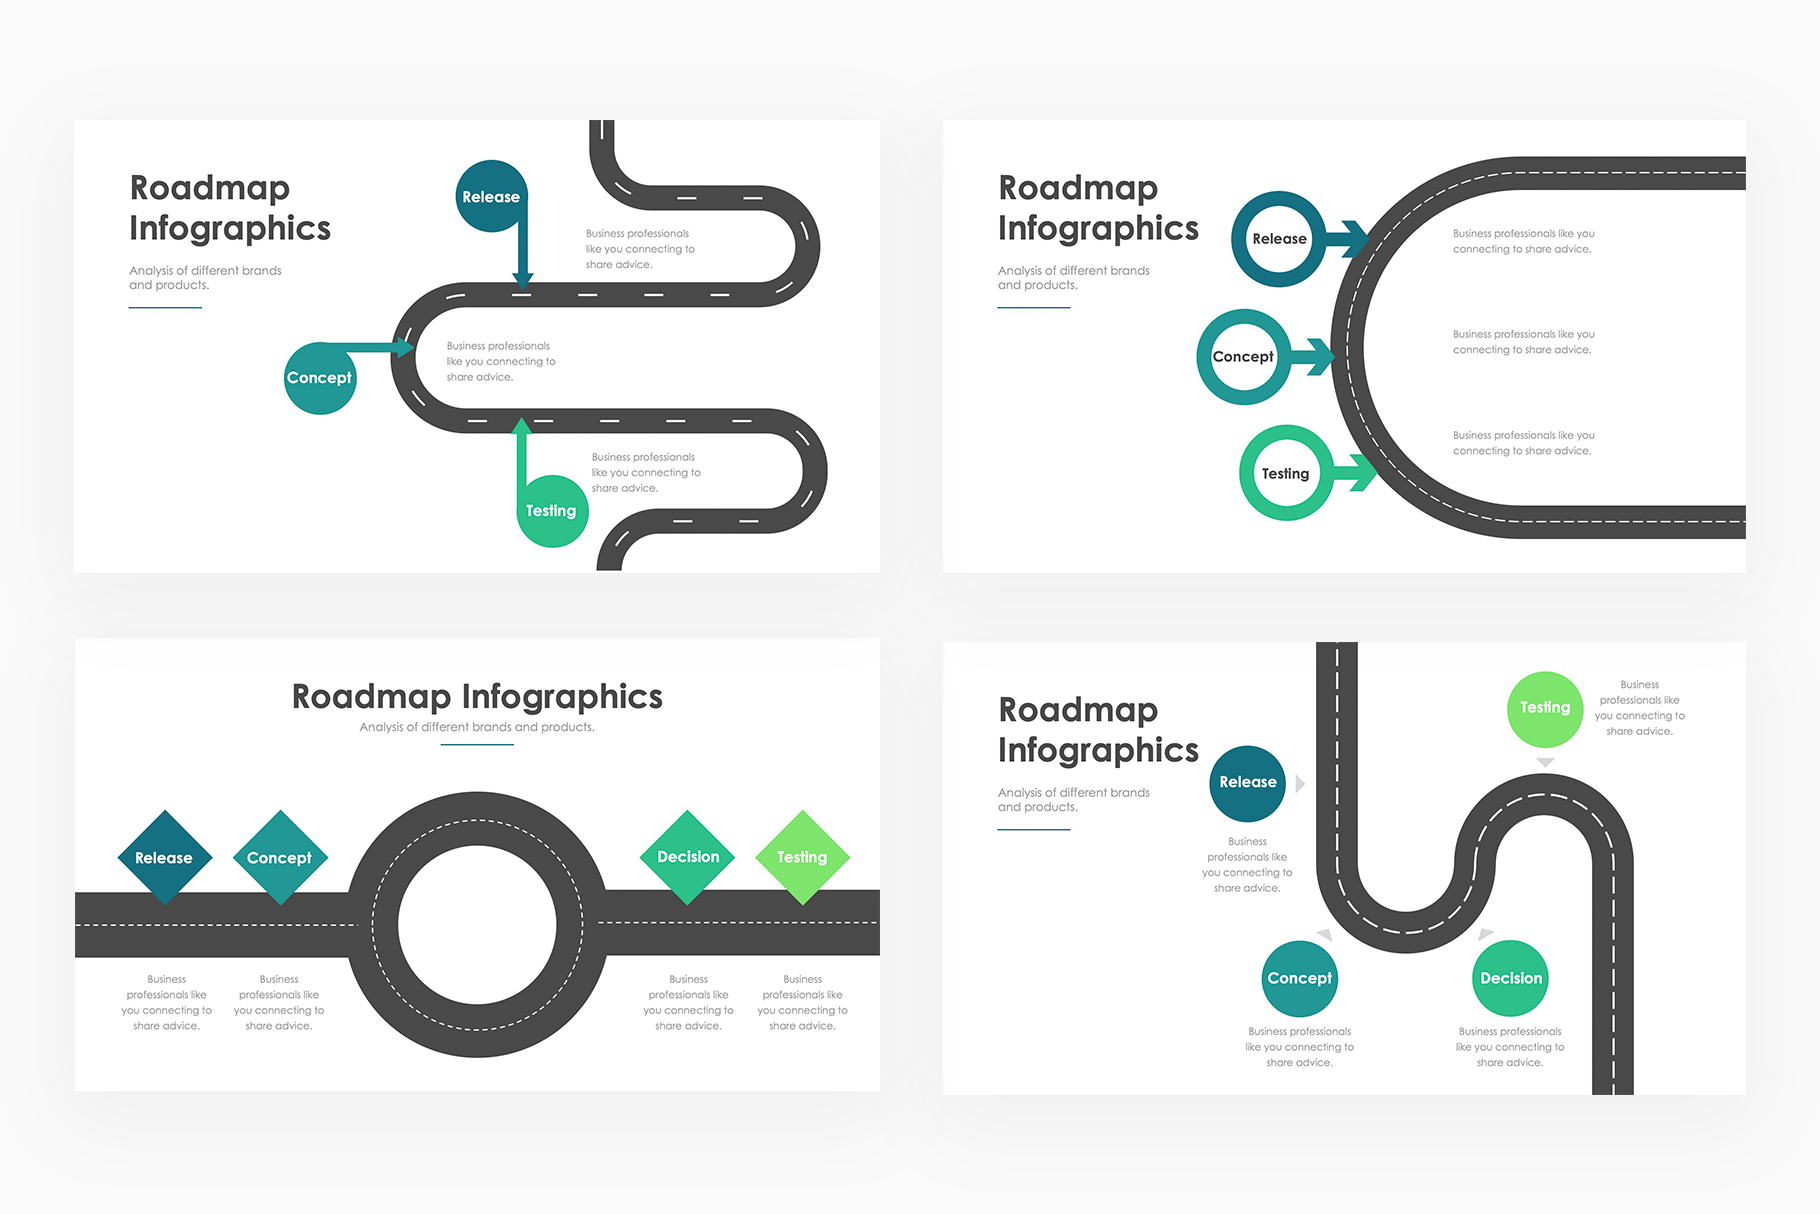 Roadmap
Infographics
Analysis of different brands
and products.
Release
Business professionals
like you connecting to
share advice.
Concept
Business professionals
like you connecting to
share advice.
Testing
Business professionals
like you connecting to
share advice.
Roadmap
Infographics
Analysis of different brands
and products.
Release
Business professionals like you
connecting to share advice.
Concept
Business professionals like you
connecting to share advice.
Testing
Business professionals like you
connecting to share advice.
Roadmap Infographics
Analysis of different brands and products.
Release
Concept
Decision
Testing
Business
professionals like
you connecting to
share advice.
Business
professionals like
you connecting to
share advice.
Business
professionals like
you connecting to
share advice.
Business
professionals like
you connecting to
share advice.
Roadmap
Infographics
Analysis of different brands
and products.
Release
Business
professionals like
you connecting to
share advice.
Concept
Business professionals
like you connecting to
share advice.
Decision
Business professionals
like you connecting to
share advice.
Testing
Business
professionals like
you connecting to
share advice.